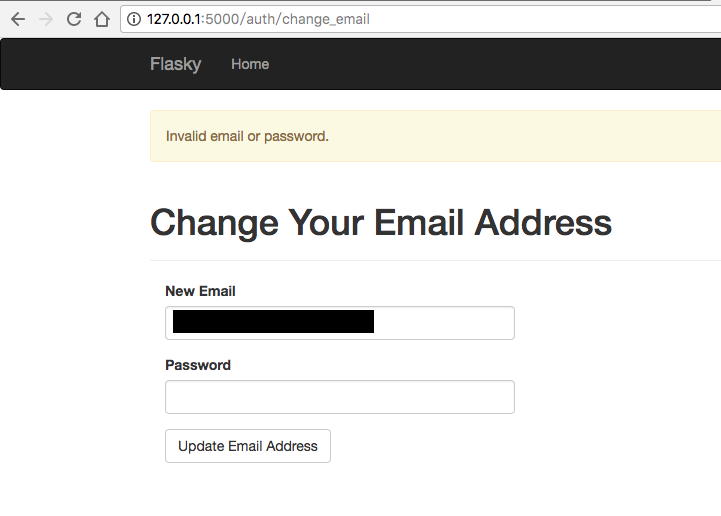 127.0.0.1:5000/auth/change_email
Flasky Home
Invalid email or password.
Change Your Email Address
New Email
Password
Update Email Address